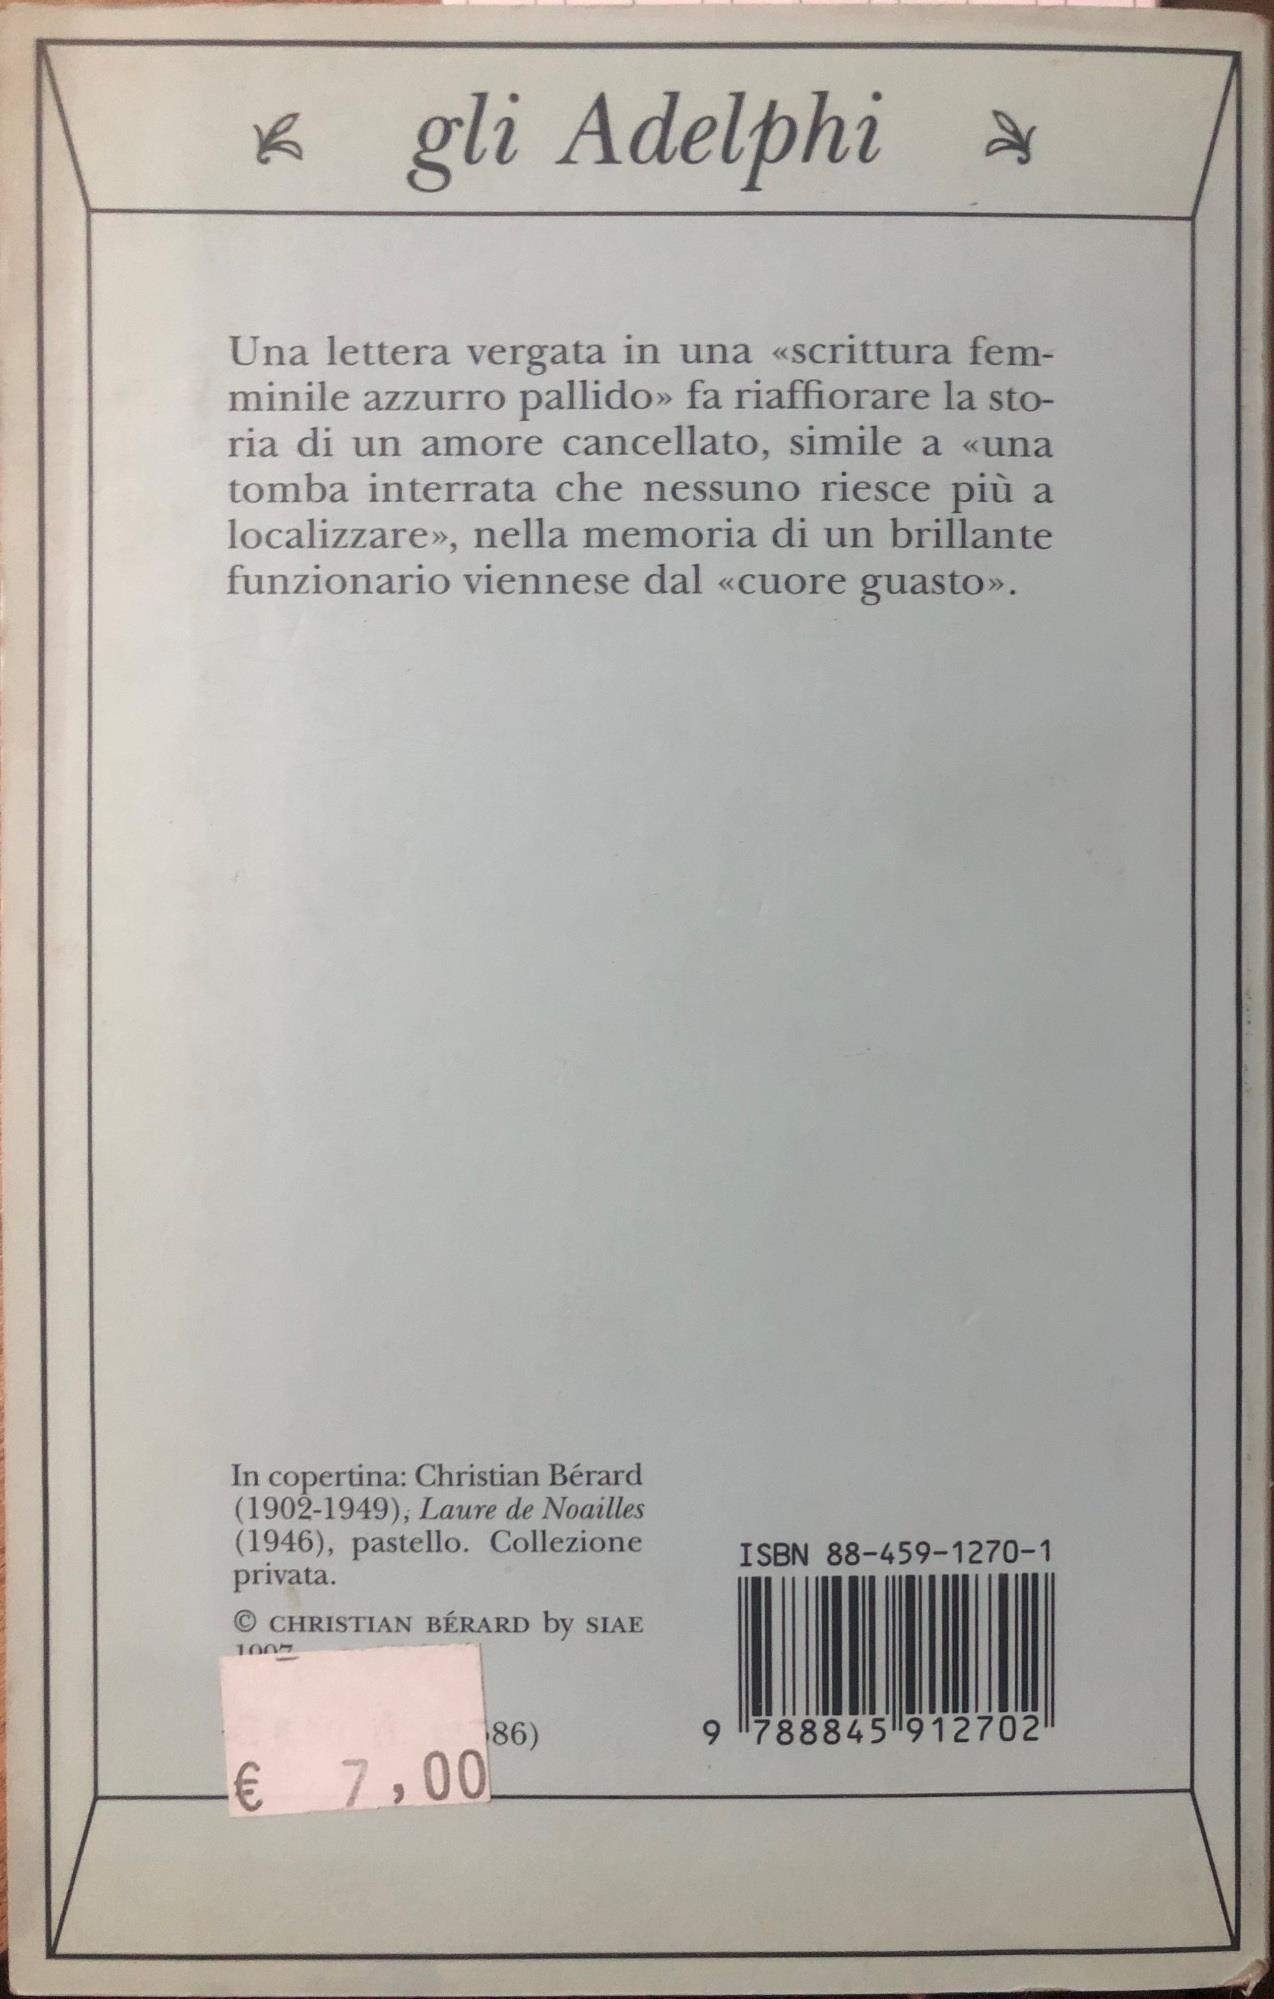 gli Adelphi
Una lettera vergata in una «scrittura fem-
minile azzurro pallido» fa riaffiorare la sto-
ria di un amore cancellato, simile a «una
tomba interrata che nessuno riesce più a
localizzare», nella memoria di un brillante
funzionario viennese dal «cuore guasto».
In copertina: Christian Bérard
(1902-1949), Laure de Noailles
(1946), pastello. Collezione
privata.
© CHRISTIAN BÉRARD by SIAE
1997
86)
€ 7,00
ISBN 88-459-1270-1
9 788845 912702